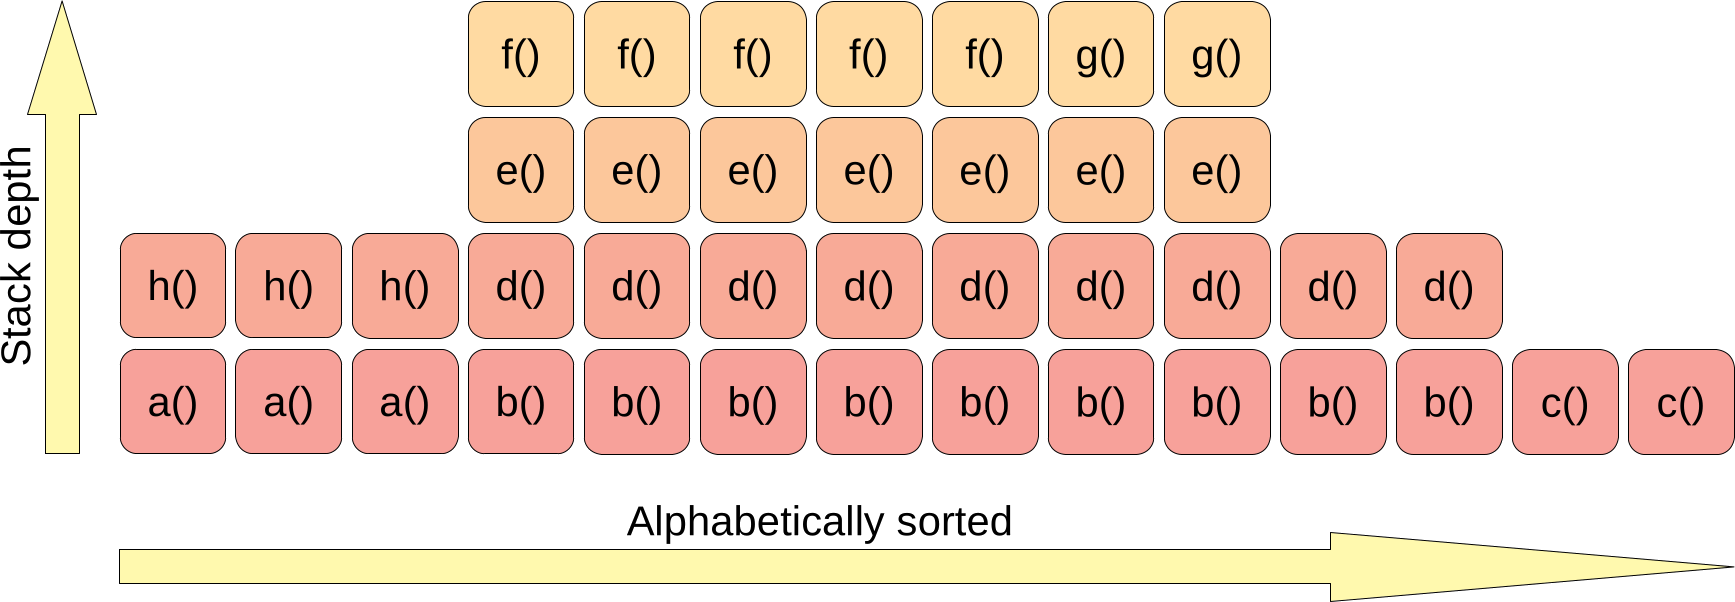 f() f() f() f() f() g() g()
e() e() e() e() e() e() e()
h() h() h() d() d() d() d() d() d() d() d() d()
a() a() a() b() b() b() b() b() b() b() b() b() c() c()
Stack depth
Alphabetically sorted